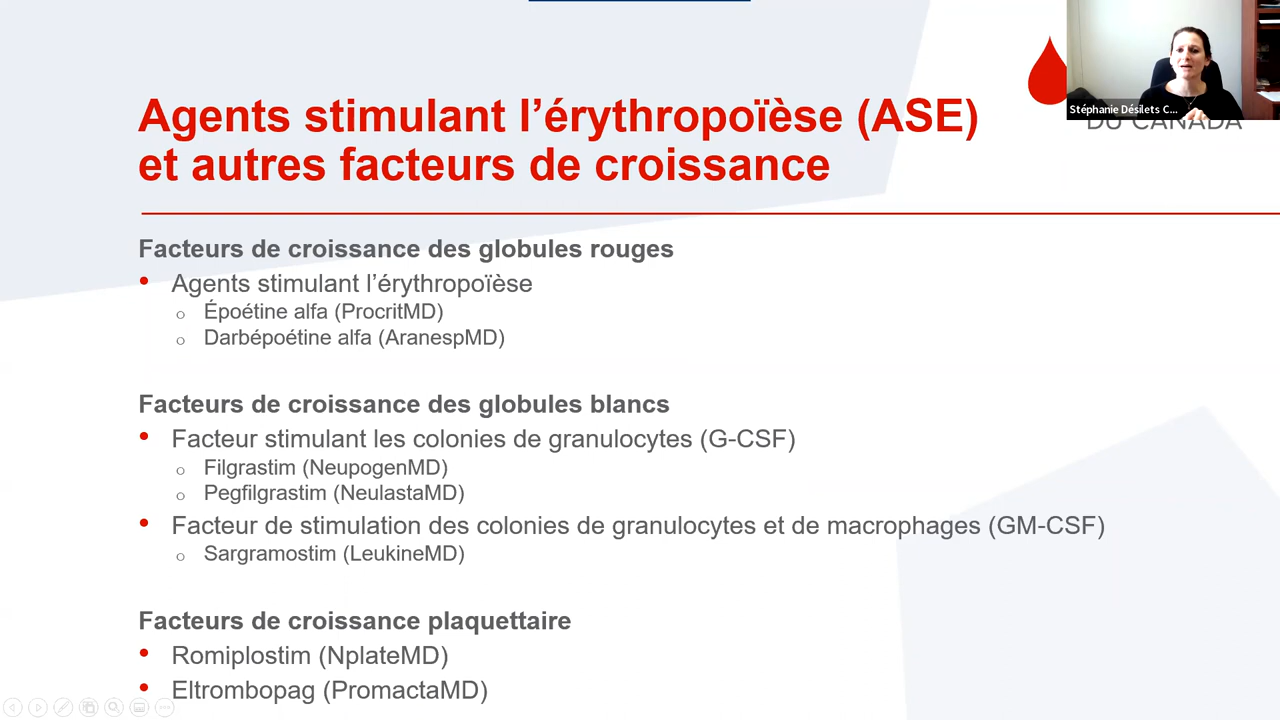 Agents stimulant l’érythropoïèse (ASE)
et autres facteurs de croissance
Stéphanie Désilets C...
DU CANADA
Facteurs de croissance des globules rouges
• Agents stimulant l’érythropoïèse
○ Époétine alfa (ProcritMD)
○ Darbépoétine alfa (AranespMD)
Facteurs de croissance des globules blancs
• Facteur stimulant les colonies de granulocytes (G-CSF)
○ Filgrastim (NeupogenMD)
○ Pegfilgrastim (NeulastaMD)
• Facteur de stimulation des colonies de granulocytes et de macrophages (GM-CSF)
○ Sargramostim (LeukineMD)
Facteurs de croissance plaquettaire
• Romiplostim (NplateMD)
• Eltrombopag (PromactaMD)